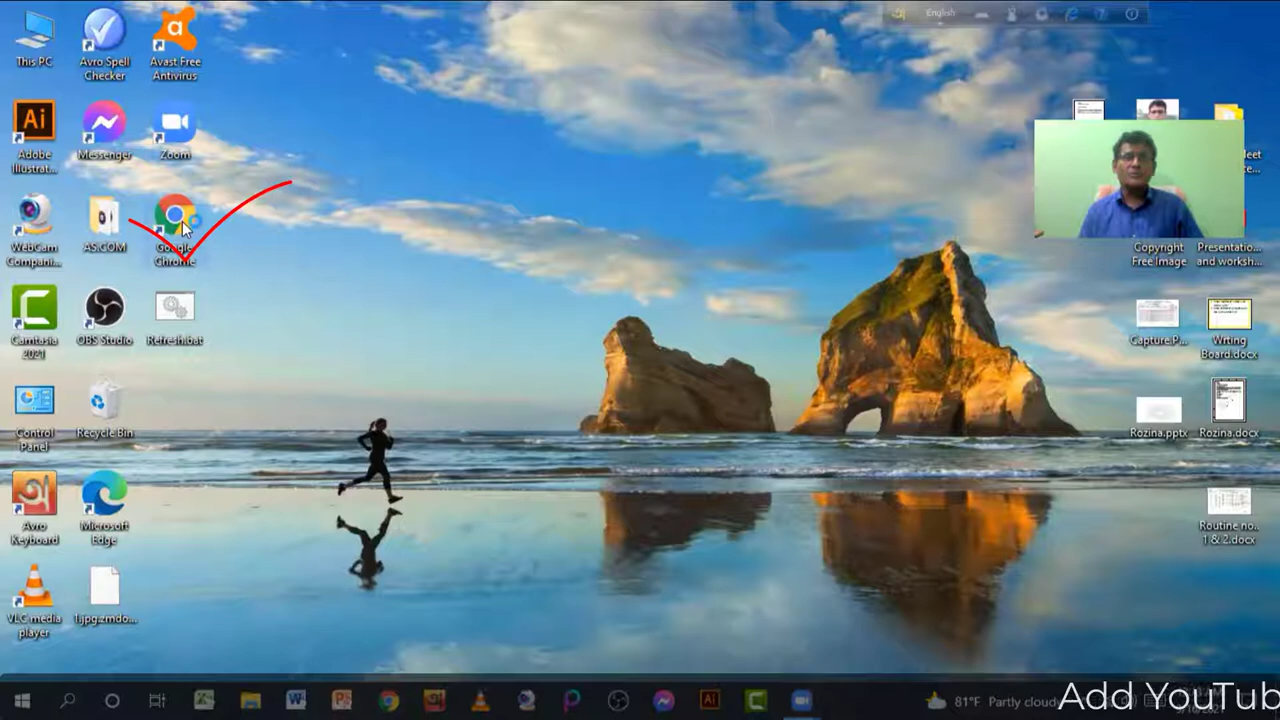 English
This PC
Avro Spell
Checker
Avast Free
Antivirus
Adobe
Illustrat...
Messenger
Zoom
WebCam
Compani...
AS.COM
Google
Chrome
Camtasia
2021
OBS Studio
Refresh.bat
Control
Panel
Recycle Bin
Avro
Keyboard
Microsoft
Edge
VLC media
player
1.jpg.zmdo...
Copyright
Free Image
Presentatio...
and worksh...
Capture.P...
Wrting
Board.docx
Rozina.pptx
Rozina.docx
Routine no..
1 & 2.docx
81°F Partly cloudy
Add YouTub